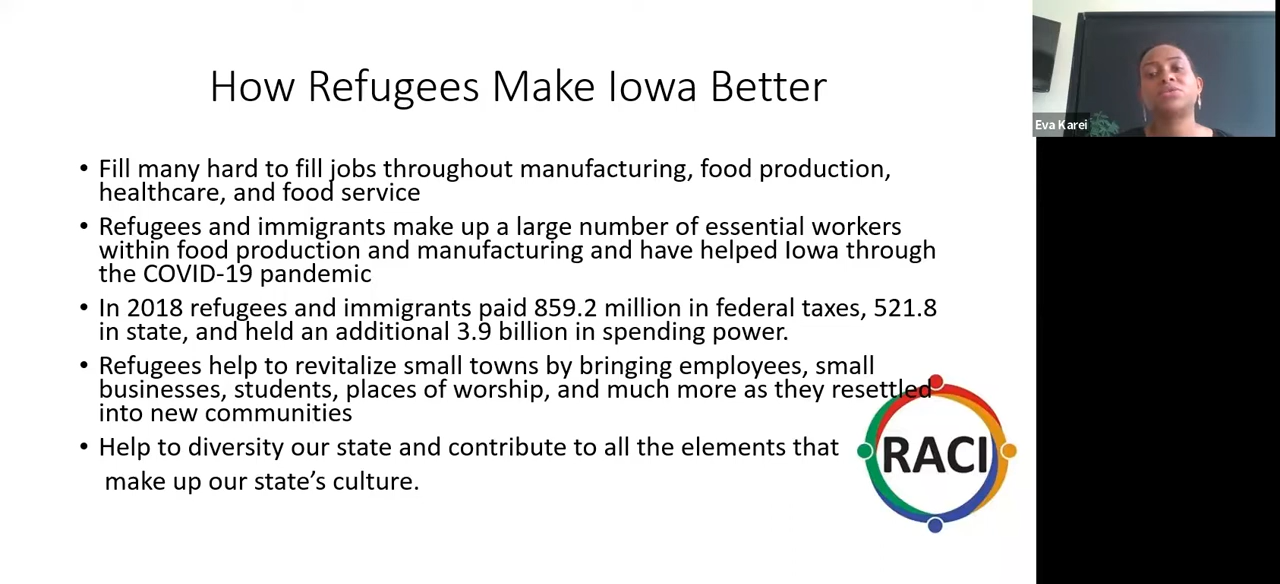 How Refugees Make Iowa Better
• Fill many hard to fill jobs throughout manufacturing, food production,
healthcare, and food service
• Refugees and immigrants make up a large number of essential workers
within food production and manufacturing and have helped Iowa through
the COVID-19 pandemic
• In 2018 refugees and immigrants paid 859.2 million in federal taxes, 521.8
in state, and held an additional 3.9 billion in spending power.
• Refugees help to revitalize small towns by bringing employees, small
businesses, students, places of worship, and much more as they resettled
into new communities
• Help to diversity our state and contribute to all the elements that
make up our state’s culture.
RACI
Eva Karei